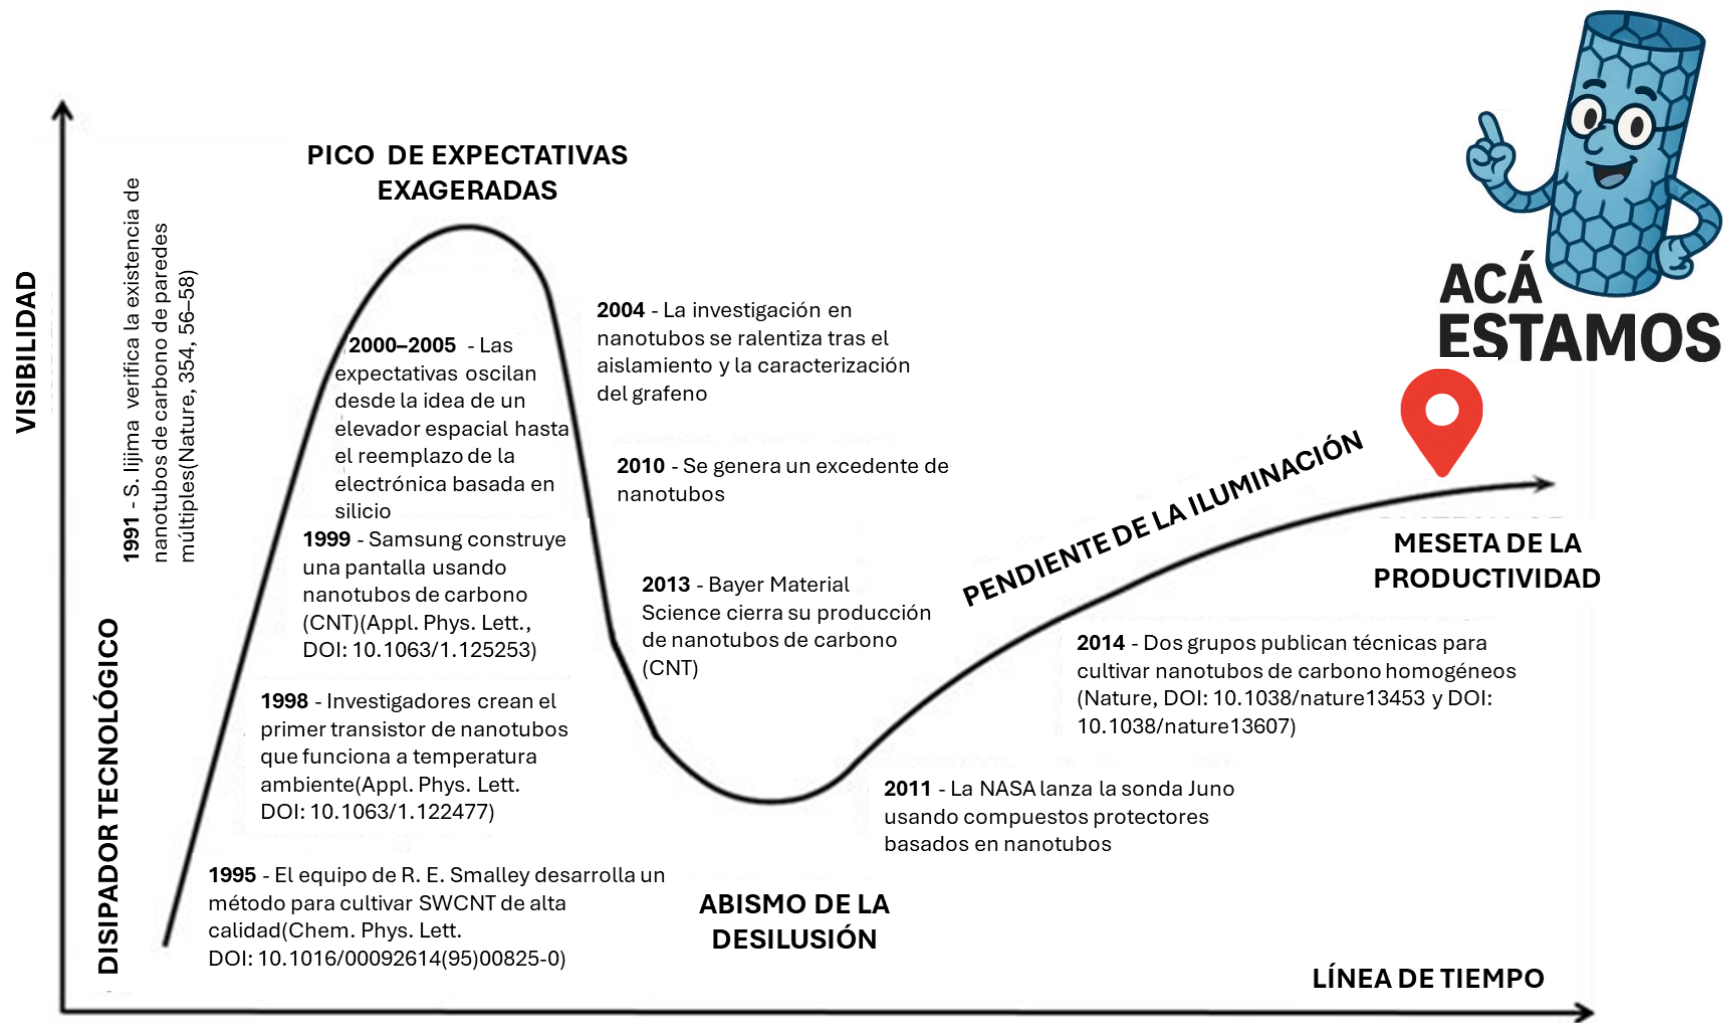 ACÁ
ESTAMOS
PICO DE EXPECTATIVAS
EXAGERADAS
VISIBILIDAD
1991 - S. Iijima verifica la existencia de
nanotubos de carbono de paredes
múltiples(Nature, 354, 56–58)
2000–2005 - Las
expectativas oscilan
desde la idea de un
elevador espacial hasta
el reemplazo de la
electrónica basada en
silicio
2004 - La investigación en
nanotubos se ralentiza tras el
aislamiento y la caracterización
del grafeno
2010 - Se genera un excedente de
nanotubos
1999 - Samsung construye
una pantalla usando
nanotubos de carbono
(CNT)(Appl. Phys. Lett.,
DOI: 10.1063/1.125253)
2013 - Bayer Material
Science cierra su producción
de nanotubos de carbono
(CNT)
PENDIENTE DE LA ILUMINACIÓN
MESETA DE LA
PRODUCTIVIDAD
DISIPADOR TECNOLÓGICO
1998 - Investigadores crean el
primer transistor de nanotubos
que funciona a temperatura
ambiente(Appl. Phys. Lett.
DOI: 10.1063/1.122477)
2014 - Dos grupos publican técnicas para
cultivar nanotubos de carbono homogéneos
(Nature, DOI: 10.1038/nature13453 y DOI:
10.1038/nature13607)
2011 - La NASA lanza la sonda Juno
usando compuestos protectores
basados en nanotubos
1995 - El equipo de R. E. Smalley desarrolla un
método para cultivar SWCNT de alta
calidad(Chem. Phys. Lett.
DOI: 10.1016/00092614(95)00825-0)
ABISMO DE LA
DESILUSIÓN
LÍNEA DE TIEMPO